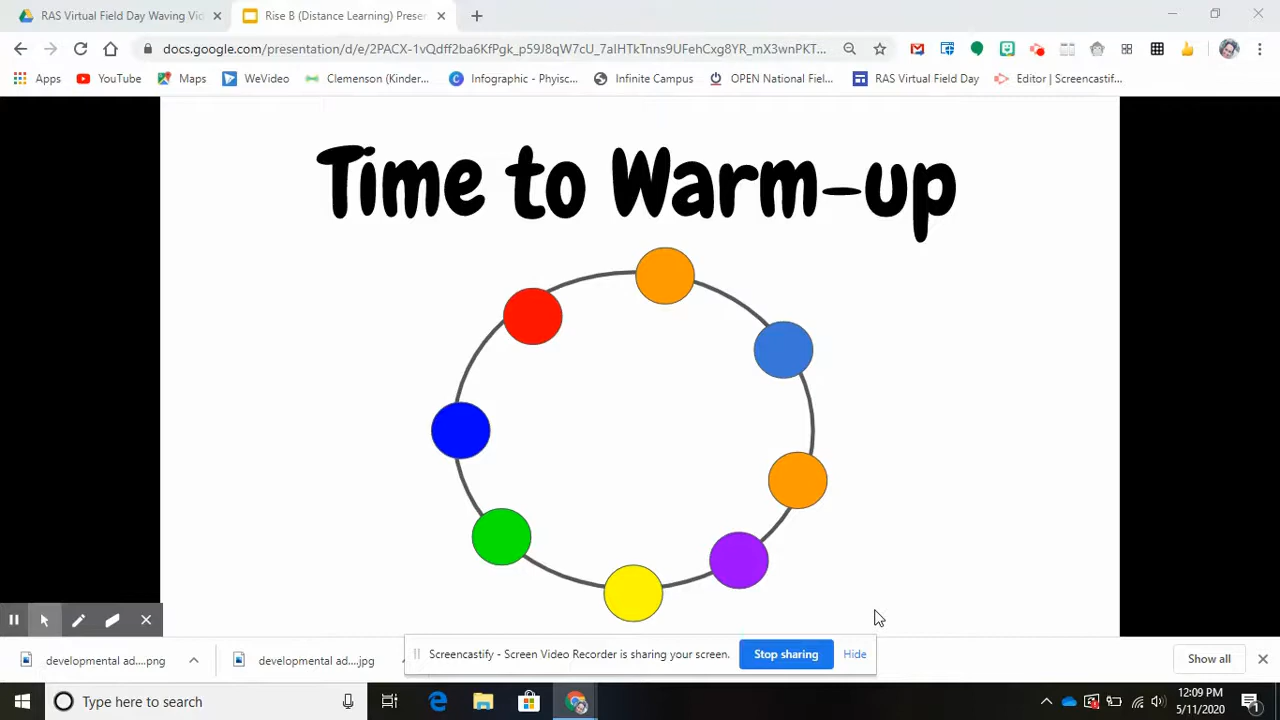 RAS Virtual Field Day Waving Vi
Rise B (Distance Learning) Preser
docs.google.com/presentation/d/e/2PACX-1vQdff2ba6KfPgk_p59J8qW7cU_7aIHTkTnns9UFehCxg8YR_mX3wnPKT...
Apps
YouTube
Maps
WeVideo
Clemenson (Kinder...
Infographic - Phyisc...
Infinite Campus
OPEN National Fiel...
RAS Virtual Field Day
Editor | Screencastif...
Time to Warm-up
Screencastify - Screen Video Recorder is sharing your screen.
Stop sharing
Hide
developmental ad....png
developmental ad....jpg
Show all
Type here to search
12:09 PM
5/11/2020